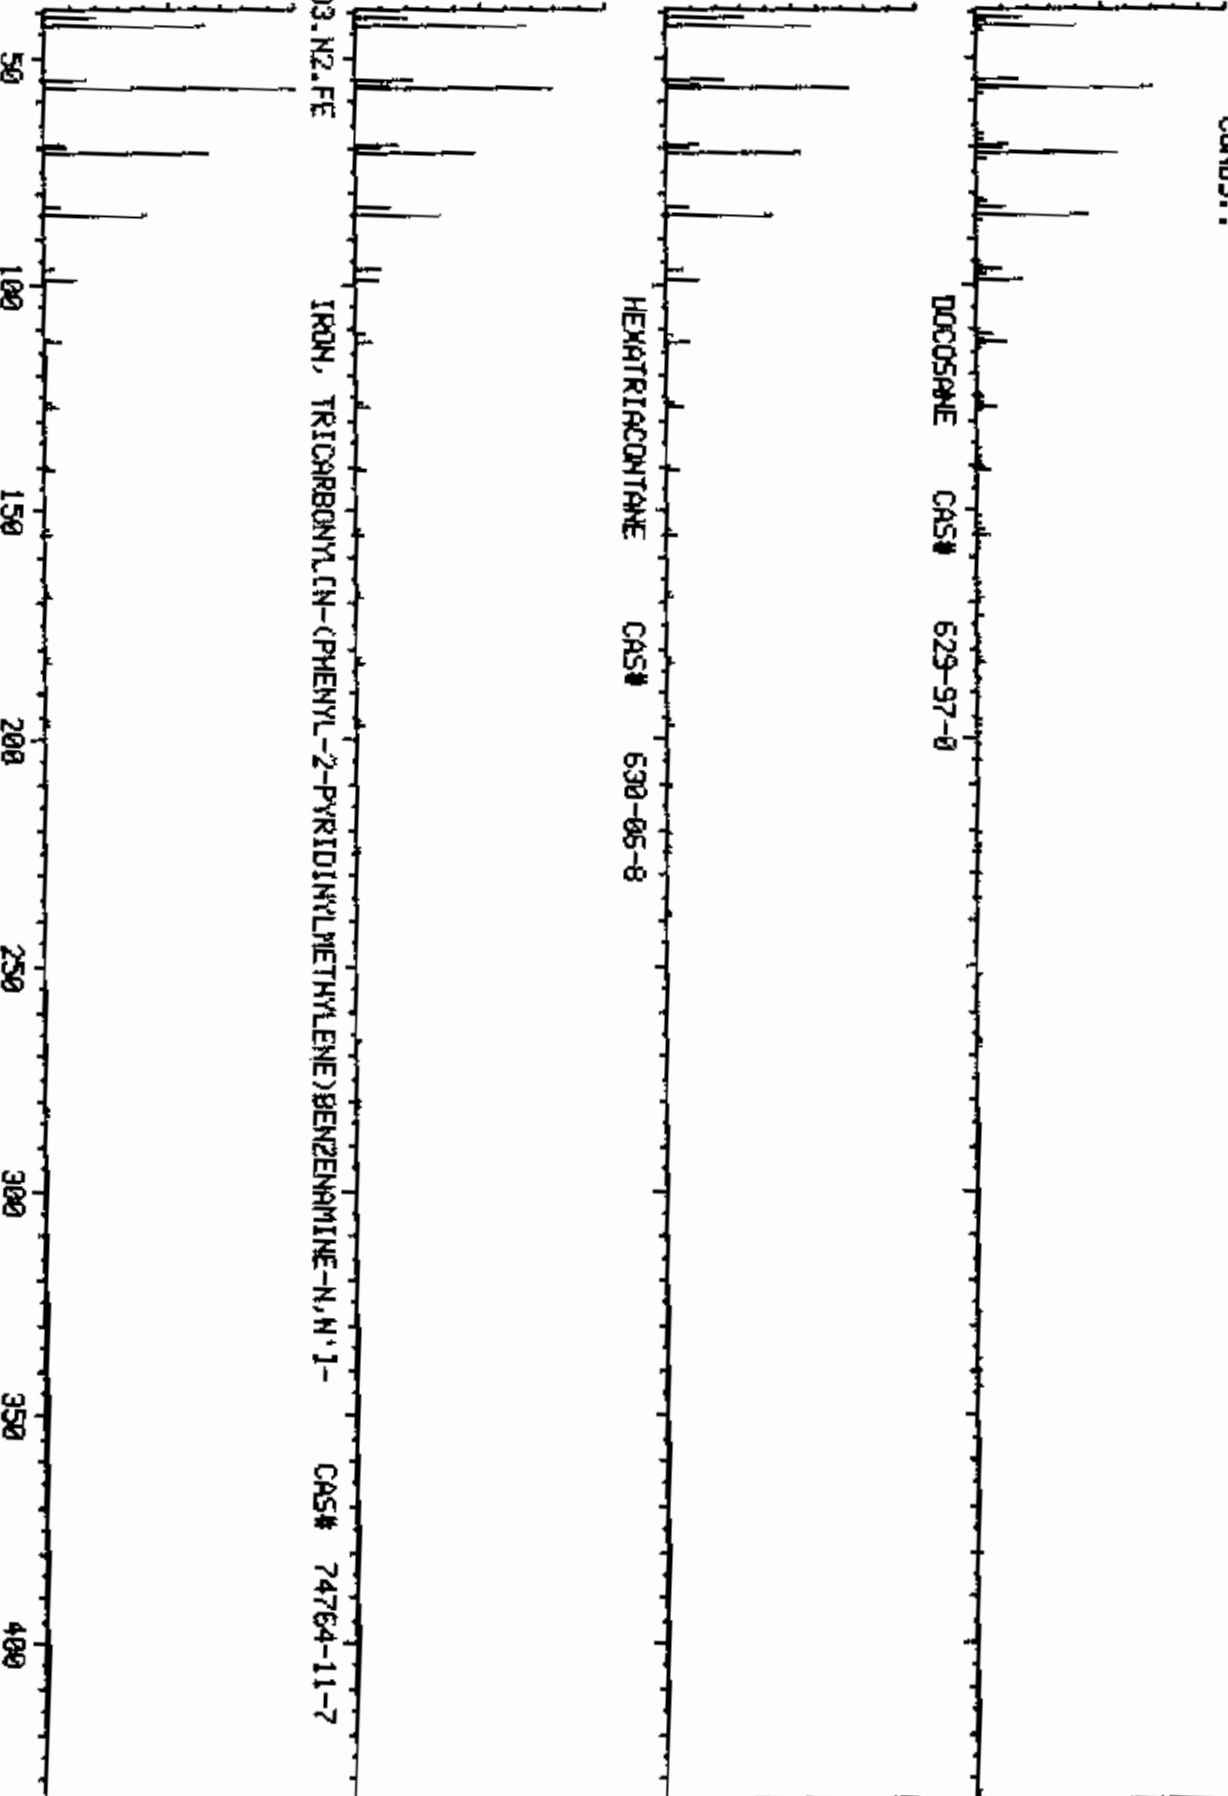 DOCOSANE CAS# 629-97-0
HEXATRIACONTANE CAS# 630-06-8
O3.N2.FE
IRON, TRICARBONYL[N-(PHENYL-2-PYRIDINYLMETHYLENE)BENZENAMINE-N,N']- CAS# 74764-11-7
50 100 150 200 250 300 350 400